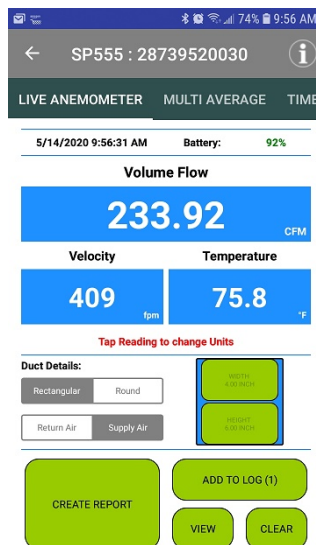 74% 9:56 AM
SP555 : 28739520030
LIVE ANEMOMETER MULTI AVERAGE TIME
5/14/2020 9:56:31 AM Battery: 92%
Volume Flow
233.92 CFM
Velocity Temperature
409 fpm 75.8 °F
Tap Reading to change Units
Duct Details:
Rectangular Round
WIDTH
4.00 INCH
Return Air Supply Air
HEIGHT
6.00 INCH
CREATE REPORT
ADD TO LOG (1)
VIEW CLEAR